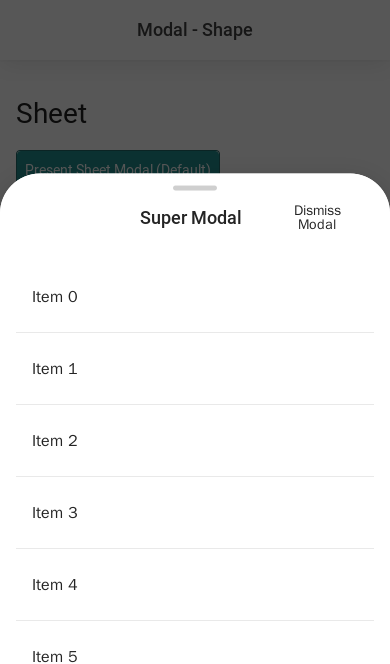 Modal - Shape
Sheet
Present Sheet Modal (Default)
Super Modal
Dismiss
Modal
Item 0
Item 1
Item 2
Item 3
Item 4
Item 5